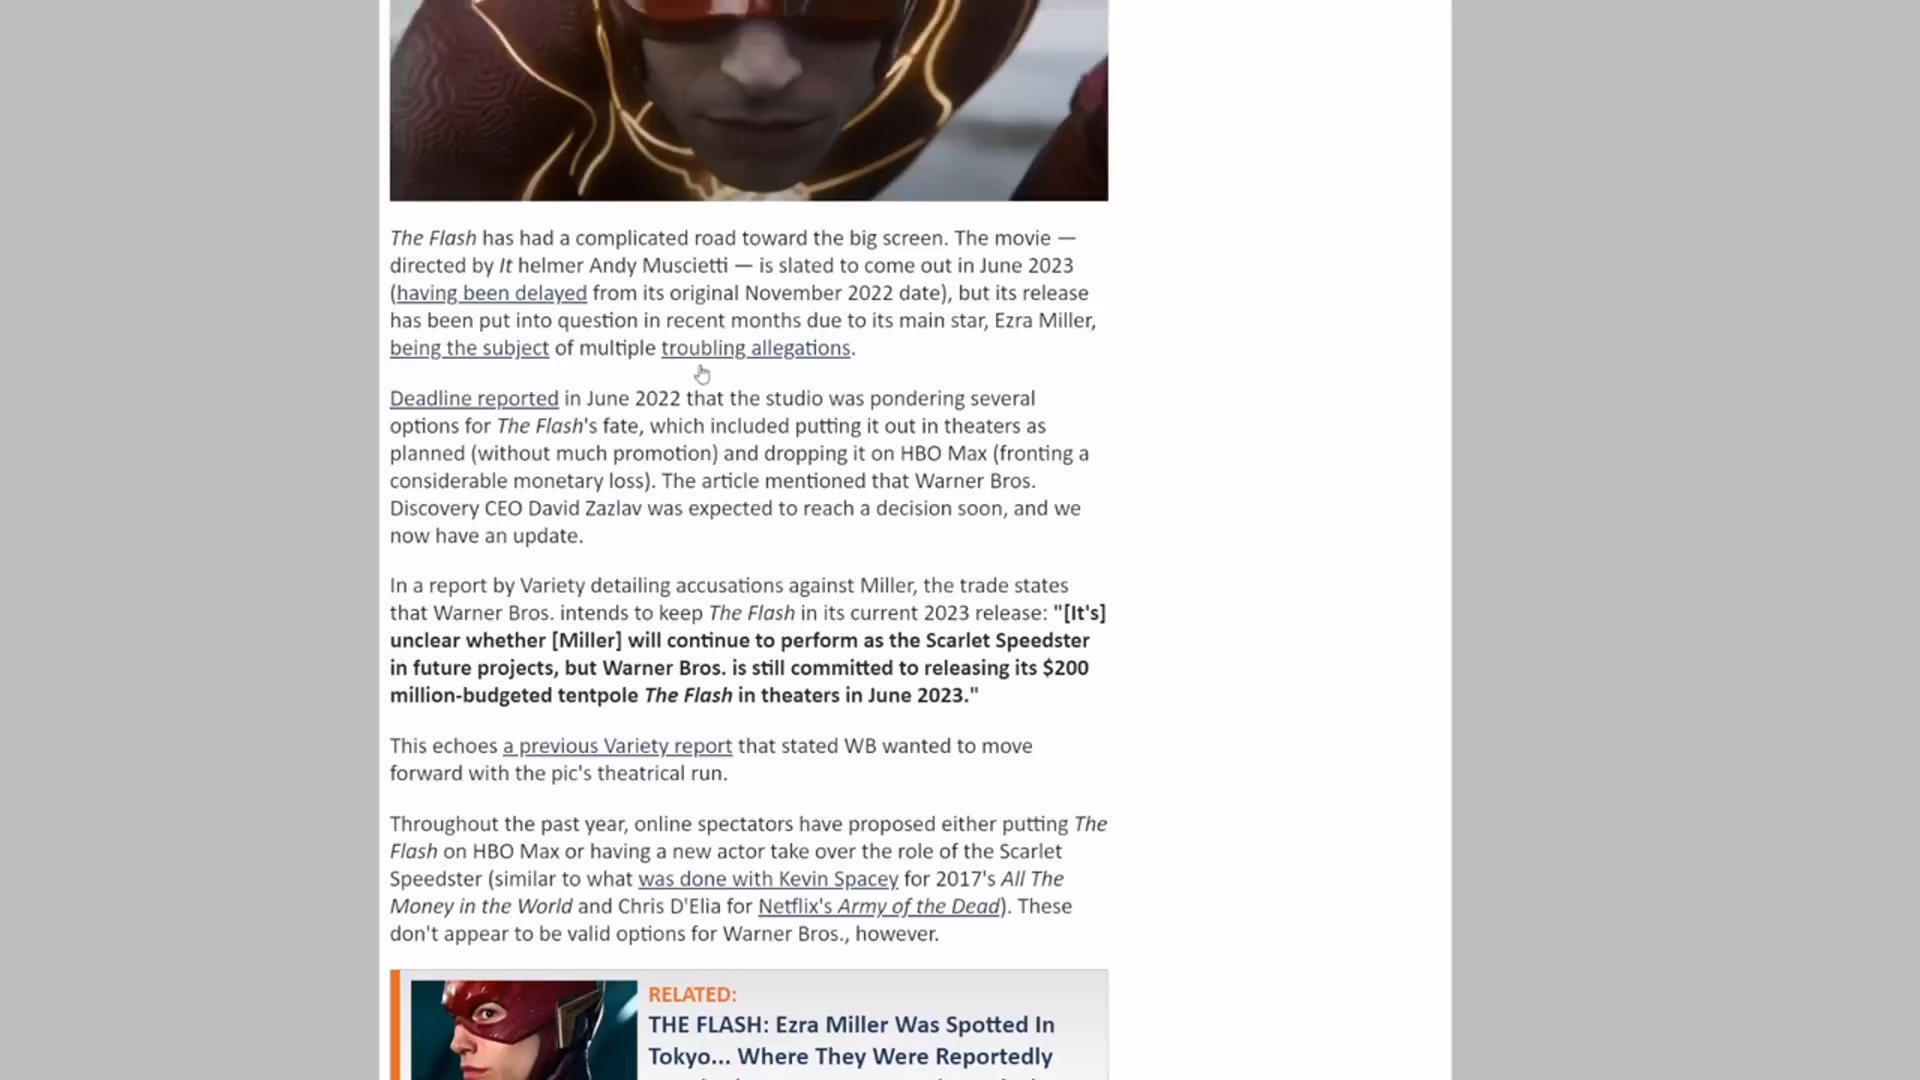 The Flash has had a complicated road toward the big screen. The movie —
directed by It helmer Andy Muscietti — is slated to come out in June 2023
(having been delayed from its original November 2022 date), but its release
has been put into question in recent months due to its main star, Ezra Miller,
being the subject of multiple troubling allegations.
Deadline reported in June 2022 that the studio was pondering several
options for The Flash's fate, which included putting it out in theaters as
planned (without much promotion) and dropping it on HBO Max (fronting a
considerable monetary loss). The article mentioned that Warner Bros.
Discovery CEO David Zazlav was expected to reach a decision soon, and we
now have an update.
In a report by Variety detailing accusations against Miller, the trade states
that Warner Bros. intends to keep The Flash in its current 2023 release: "[It's]
unclear whether [Miller] will continue to perform as the Scarlet Speedster
in future projects, but Warner Bros. is still committed to releasing its $200
million-budgeted tentpole The Flash in theaters in June 2023."
This echoes a previous Variety report that stated WB wanted to move
forward with the pic's theatrical run.
Throughout the past year, online spectators have proposed either putting The
Flash on HBO Max or having a new actor take over the role of the Scarlet
Speedster (similar to what was done with Kevin Spacey for 2017's All The
Money in the World and Chris D'Elia for Netflix's Army of the Dead). These
don't appear to be valid options for Warner Bros., however.
RELATED:
THE FLASH: Ezra Miller Was Spotted In
Tokyo... Where They Were Reportedly